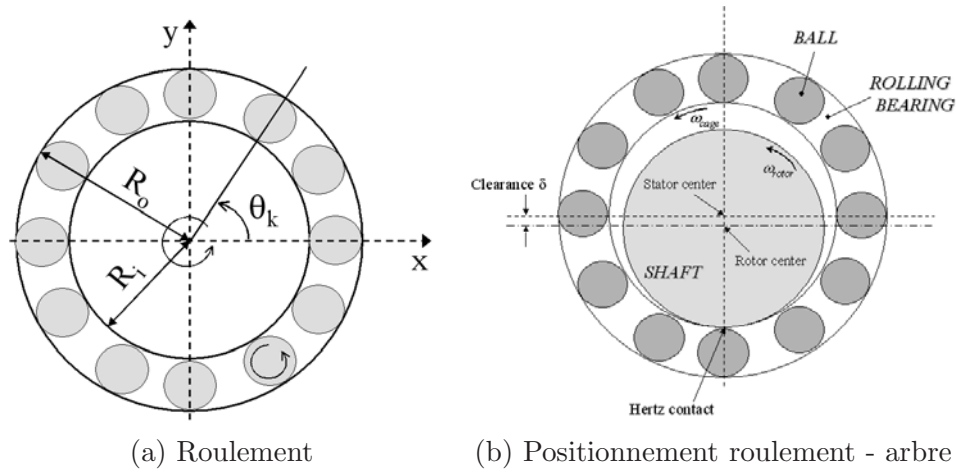 y
R_o
R_i
θ_k
x
BALL
ROLLING
BEARING
ω_cage
ω_rotor
Clearance δ
Stator center
SHAFT
Rotor center
Hertz contact
(a) Roulement
(b) Positionnement roulement - arbre